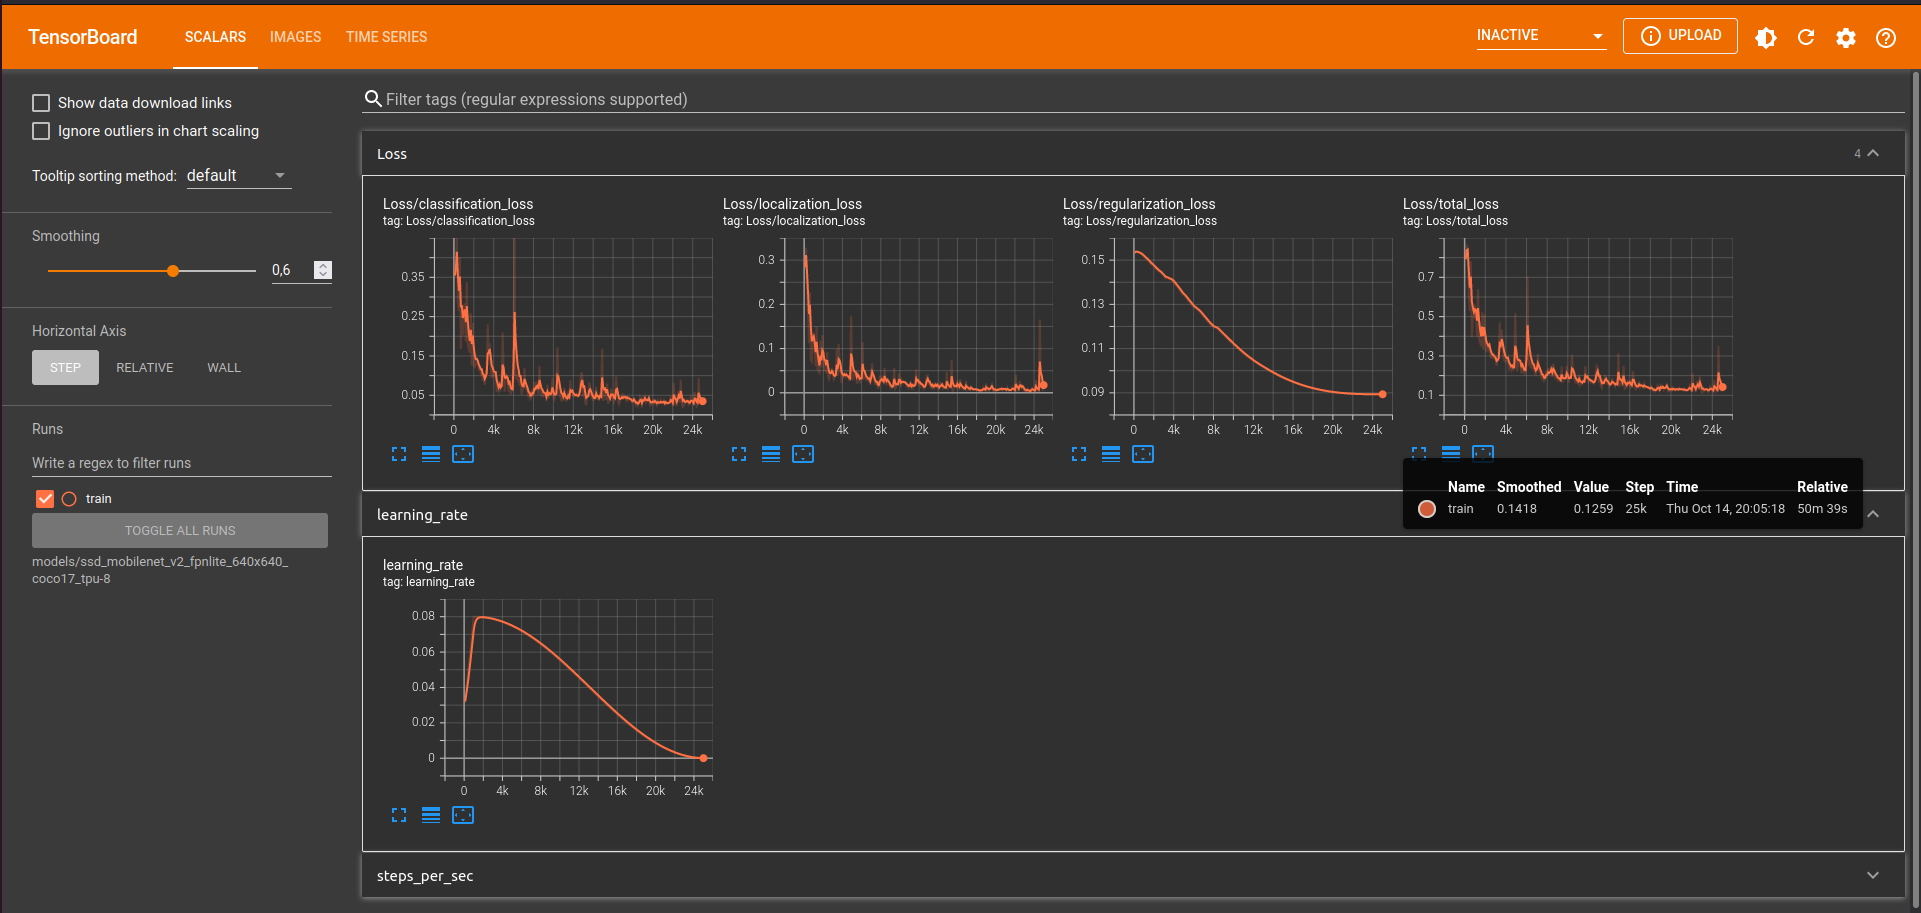 TensorBoard SCALARS IMAGES TIME SERIES INACTIVE UPLOAD
Show data download links
Ignore outliers in chart scaling
Tooltip sorting method: default
Smoothing
0,6
Horizontal Axis
STEP RELATIVE WALL
Runs
Write a regex to filter runs
train
TOGGLE ALL RUNS
models/ssd_mobilenet_v2_fpnlite_640x640_
coco17_tpu-8
Filter tags (regular expressions supported)
Loss 4
Loss/classification_loss
tag: Loss/classification_loss
0.35
0.25
0.15
0.05
0 4k 8k 12k 16k 20k 24k
Loss/localization_loss
tag: Loss/localization_loss
0.3
0.2
0.1
0
0 4k 8k 12k 16k 20k 24k
Loss/regularization_loss
tag: Loss/regularization_loss
0.15
0.13
0.11
0.09
0 4k 8k 12k 16k 20k 24k
Loss/total_loss
tag: Loss/total_loss
0.7
0.5
0.3
0.1
0 4k 8k 12k 16k 20k 24k
Name Smoothed Value Step Time Relative
train 0.1418 0.1259 25k Thu Oct 14, 20:05:18 50m 39s
learning_rate
learning_rate
tag: learning_rate
0.08
0.06
0.04
0.02
0
0 4k 8k 12k 16k 20k 24k
steps_per_sec